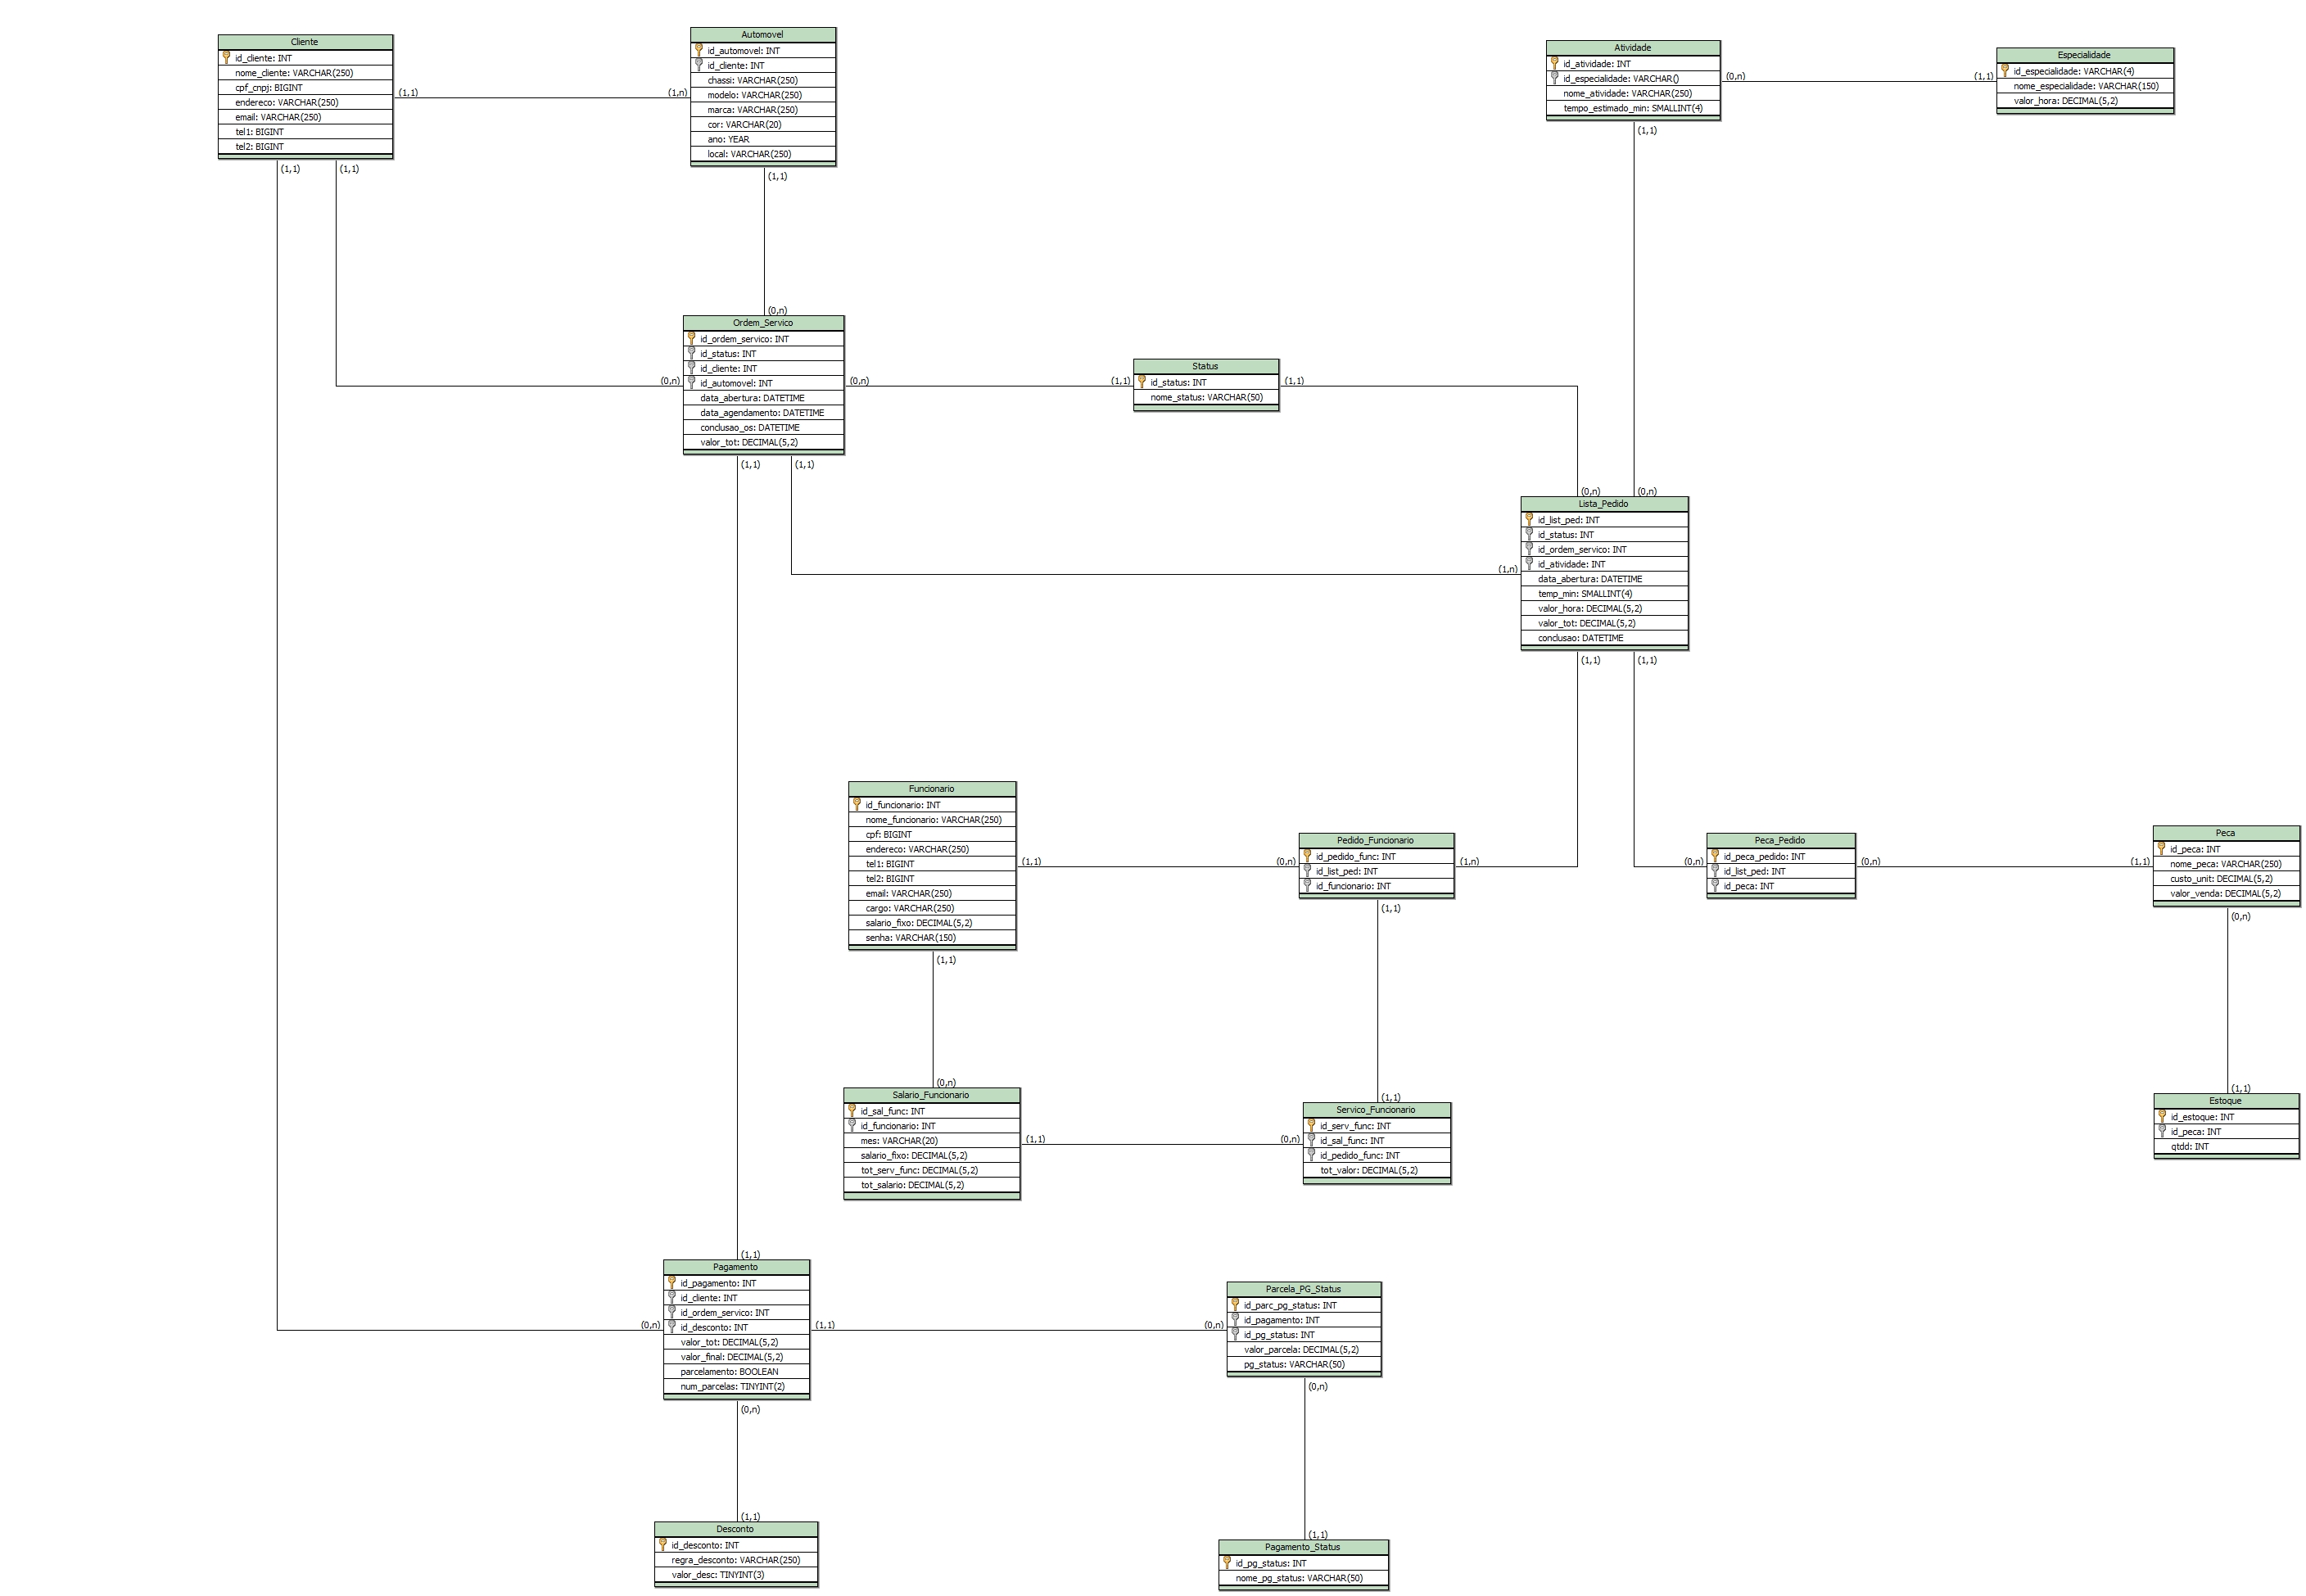 Cliente
id_cliente: INT
nome_cliente: VARCHAR(250)
cpf_cnpj: BIGINT
endereco: VARCHAR(250)
email: VARCHAR(250)
tel1: BIGINT
tel2: BIGINT
(1,1)
(1,n)
(1,1)
(1,1)
Automovel
id_automovel: INT
id_cliente: INT
chassi: VARCHAR(250)
modelo: VARCHAR(250)
marca: VARCHAR(250)
cor: VARCHAR(20)
ano: YEAR
local: VARCHAR(250)
(1,1)
(0,n)
Atividade
id_atividade: INT
id_especialidade: VARCHAR()
nome_atividade: VARCHAR(250)
tempo_estimado_min: SMALLINT(4)
(0,n)
(1,1)
(1,1)
Especialidade
id_especialidade: VARCHAR(4)
nome_especialidade: VARCHAR(150)
valor_hora: DECIMAL(5,2)
Ordem_Servico
id_ordem_servico: INT
id_status: INT
id_cliente: INT
id_automovel: INT
data_abertura: DATETIME
data_agendamento: DATETIME
conclusao_os: DATETIME
valor_tot: DECIMAL(5,2)
(0,n)
(0,n)
(1,1)
(1,1)
(1,1)
Status
id_status: INT
nome_status: VARCHAR(50)
(1,1)
(0,n)
(0,n)
Lista_Pedido
id_list_ped: INT
id_status: INT
id_ordem_servico: INT
id_atividade: INT
data_abertura: DATETIME
temp_min: SMALLINT(4)
valor_hora: DECIMAL(5,2)
valor_tot: DECIMAL(5,2)
conclusao: DATETIME
(1,n)
(1,1)
(1,1)
Funcionario
id_funcionario: INT
nome_funcionario: VARCHAR(250)
cpf: BIGINT
endereco: VARCHAR(250)
tel1: BIGINT
tel2: BIGINT
email: VARCHAR(250)
cargo: VARCHAR(250)
salario_fixo: DECIMAL(5,2)
senha: VARCHAR(150)
(1,1)
(0,n)
(1,1)
Pedido_Funcionario
id_pedido_func: INT
id_list_ped: INT
id_funcionario: INT
(1,n)
(1,1)
Peca_Pedido
id_peca_pedido: INT
id_list_ped: INT
id_peca: INT
(0,n)
(0,n)
(1,1)
Peca
id_peca: INT
nome_peca: VARCHAR(250)
custo_unit: DECIMAL(5,2)
valor_venda: DECIMAL(5,2)
(0,n)
(0,n)
Salario_Funcionario
id_sal_func: INT
id_funcionario: INT
mes: VARCHAR(20)
salario_fixo: DECIMAL(5,2)
tot_serv_func: DECIMAL(5,2)
tot_salario: DECIMAL(5,2)
(1,1)
(0,n)
(1,1)
Servico_Funcionario
id_serv_func: INT
id_sal_func: INT
id_pedido_func: INT
tot_valor: DECIMAL(5,2)
(1,1)
Estoque
id_estoque: INT
id_peca: INT
qtdd: INT
(1,1)
Pagamento
id_pagamento: INT
id_cliente: INT
id_ordem_servico: INT
id_desconto: INT
valor_tot: DECIMAL(5,2)
valor_final: DECIMAL(5,2)
parcelamento: BOOLEAN
num_parcelas: TINYINT(2)
(0,n)
(1,1)
(0,n)
(0,n)
Parcela_PG_Status
id_parc_pg_status: INT
id_pagamento: INT
id_pg_status: INT
valor_parcela: DECIMAL(5,2)
pg_status: VARCHAR(50)
(0,n)
(1,1)
Desconto
id_desconto: INT
regra_desconto: VARCHAR(250)
valor_desc: TINYINT(3)
(1,1)
Pagamento_Status
id_pg_status: INT
nome_pg_status: VARCHAR(50)